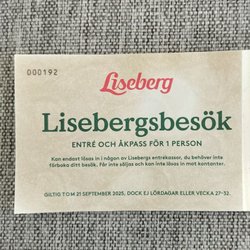 000192
Liseberg
Lisebergsbesök
ENTRÉ OCH ÅKPASS FÖR 1 PERSON
Kan endast lösas in i någon av Lisebergs entrékassor, du behöver inte
förboka ditt besök. Får inte säljas och kan inte lösas in mot kontanter.
GILTIG TOM 21 SEPTEMBER 2025, DOCK EJ LÖRDAGAR ELLER VECKA 27-32.